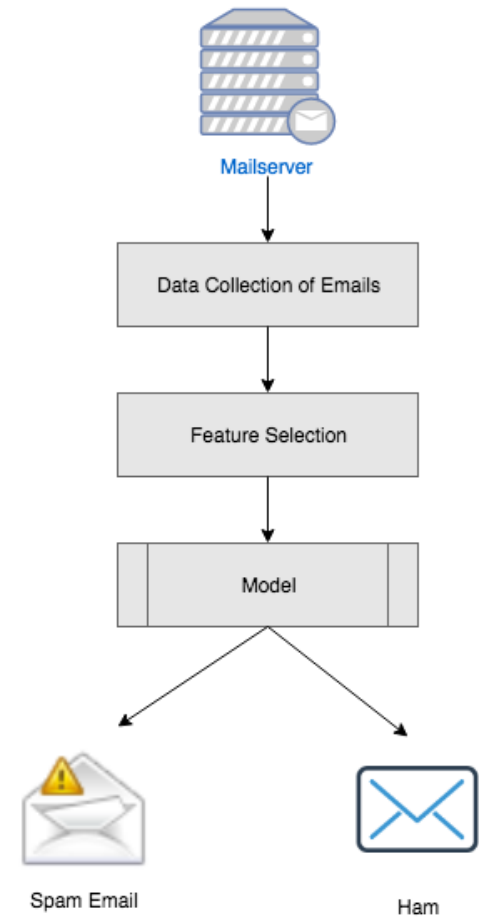 Mailserver
Data Collection of Emails
Feature Selection
Model
Spam Email
Ham